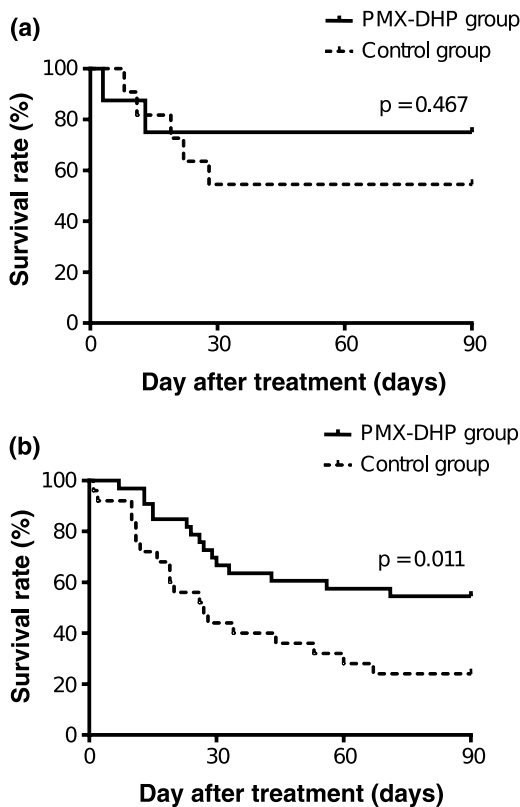 (a)
PMX-DHP group
Control group
100
80
60
40
20
0
Survival rate (%)
p = 0.467
0 30 60 90
Day after treatment (days)
(b)
PMX-DHP group
Control group
100
80
60
40
20
0
Survival rate (%)
p = 0.011
0 30 60 90
Day after treatment (days)